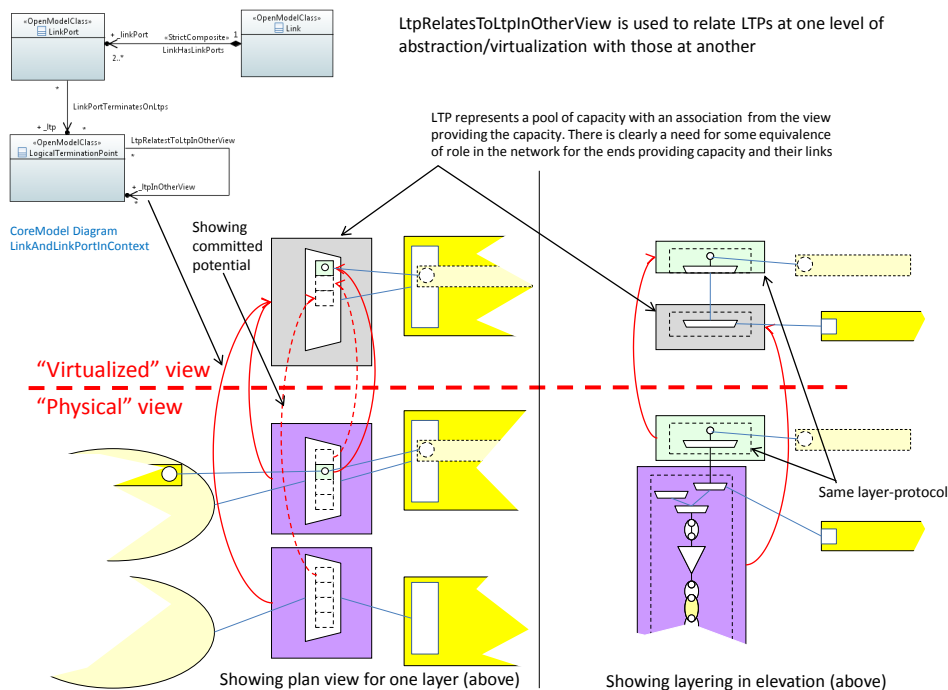 «OpenModelClass»
LinkPort
+ _linkPort
2..*
«StrictComposite»
LinkHasLinkPorts
1
«OpenModelClass»
Link
LtpRelatesToLtpInOtherView is used to relate LTPs at one level of
abstraction/virtualization with those at another
*
LinkPortTerminatesOnLtps
+ _ltp
*
«OpenModelClass»
LogicalTerminationPoint
LtpRelatestToLtpInOtherView
*
+ _ltpInOtherView
*
LTP represents a pool of capacity with an association from the view
providing the capacity. There is clearly a need for some equivalence
of role in the network for the ends providing capacity and their links
CoreModel Diagram
LinkAndLinkPortInContext
Showing
committed
potential
“Virtualized” view
“Physical” view
Same layer-protocol
Showing plan view for one layer (above)
Showing layering in elevation (above)